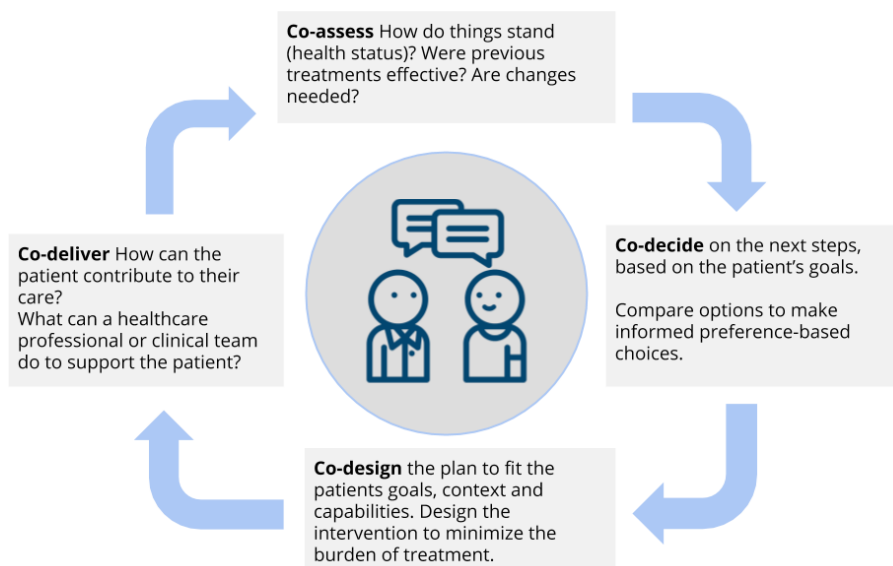 Co-assess How do things stand
(health status)? Were previous
treatments effective? Are changes
needed?
Co-decide on the next steps,
based on the patient’s goals.
Compare options to make
informed preference-based
choices.
Co-design the plan to fit the
patients goals, context and
capabilities. Design the
intervention to minimize the
burden of treatment.
Co-deliver How can the
patient contribute to their
care?
What can a healthcare
professional or clinical team
do to support the patient?